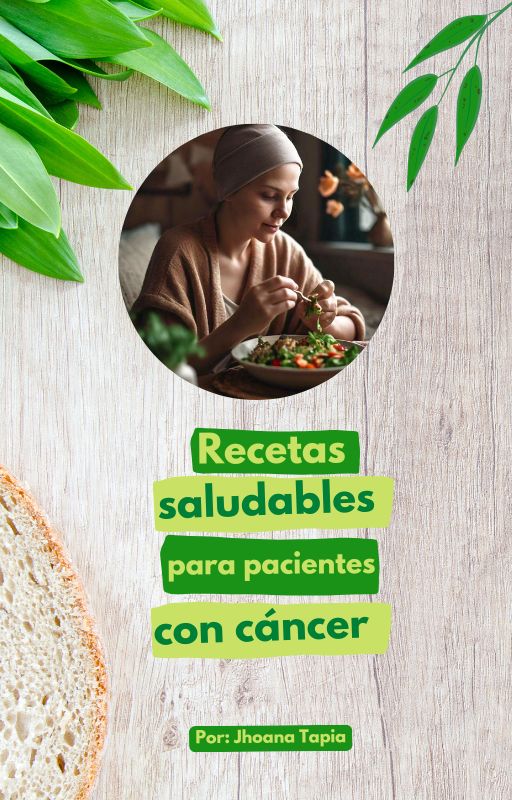 Recetas
saludables
para pacientes
con cáncer
Por: Jhoana Tapia